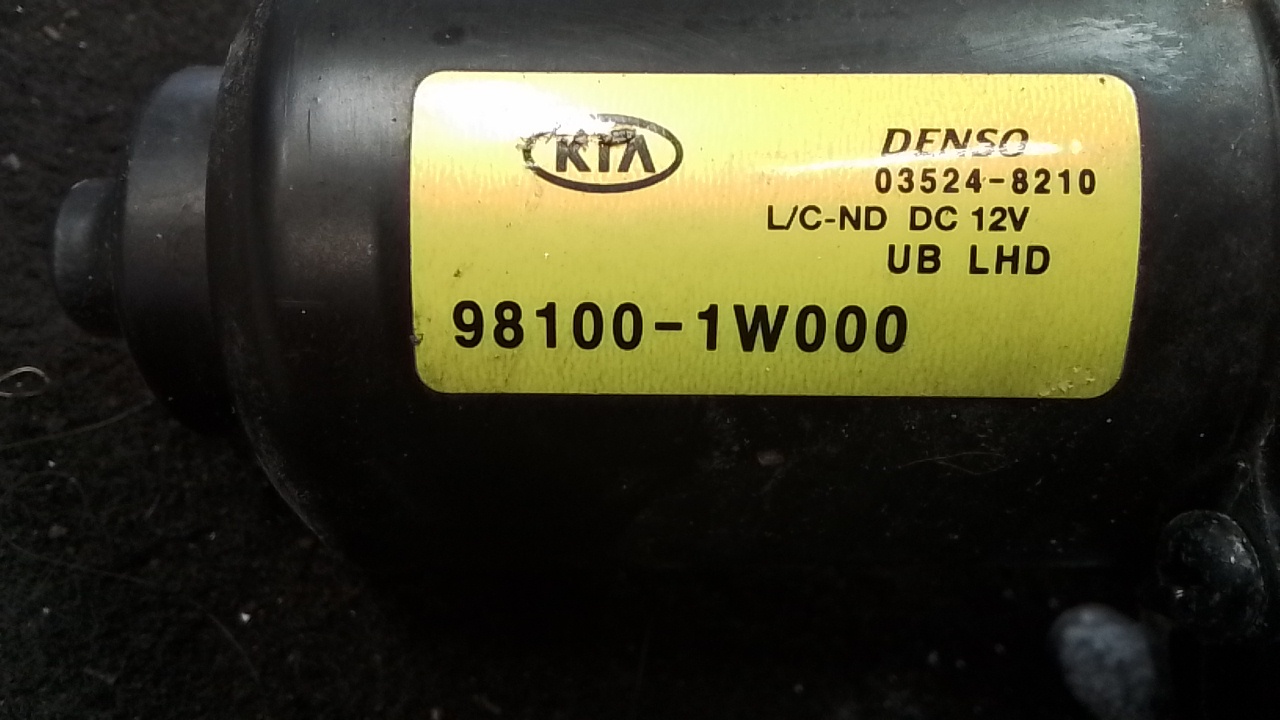 KIA
DENSO
03524-8210
L/C-ND DC 12V
UB LHD
98100-1W000